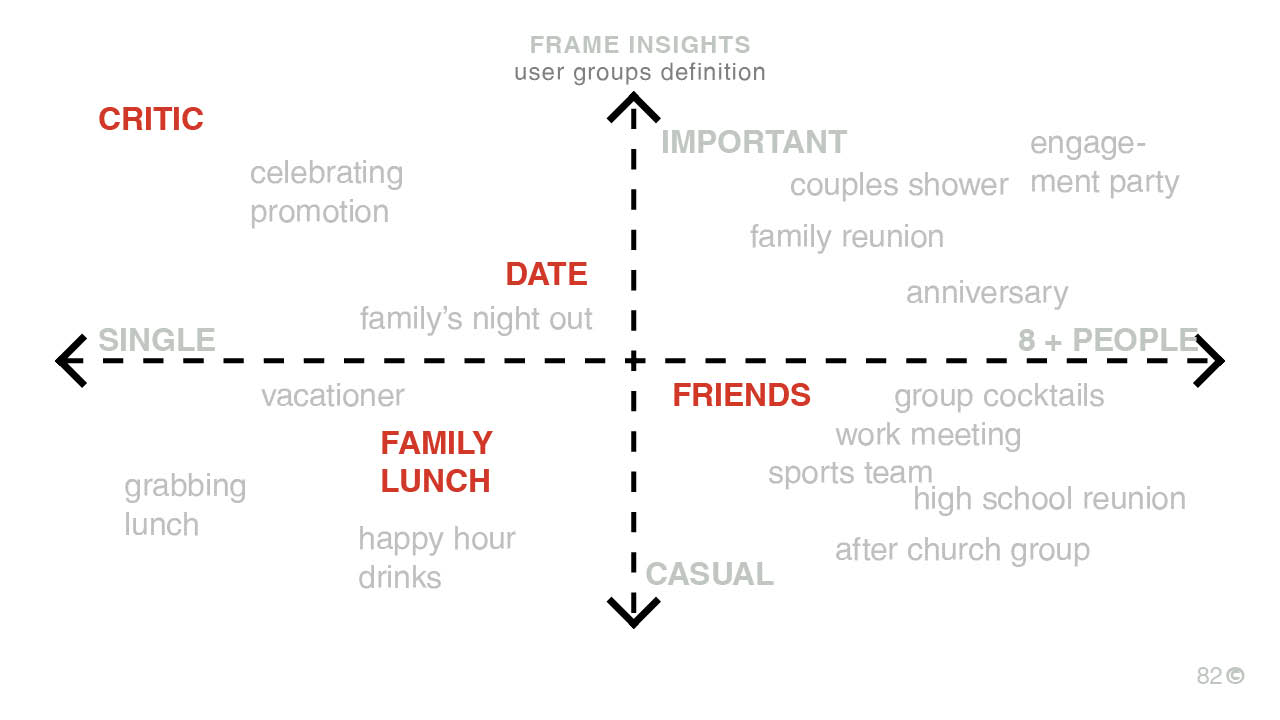 FRAME INSIGHTS
user groups definition
CRITIC
IMPORTANT
engage-
ment party
celebrating
promotion
couples shower
family reunion
DATE
anniversary
family's night out
SINGLE
8 + PEOPLE
vacationer
FRIENDS
group cocktails
FAMILY
LUNCH
work meeting
sports team
grabbing
lunch
high school reunion
happy hour
drinks
after church group
CASUAL
82©